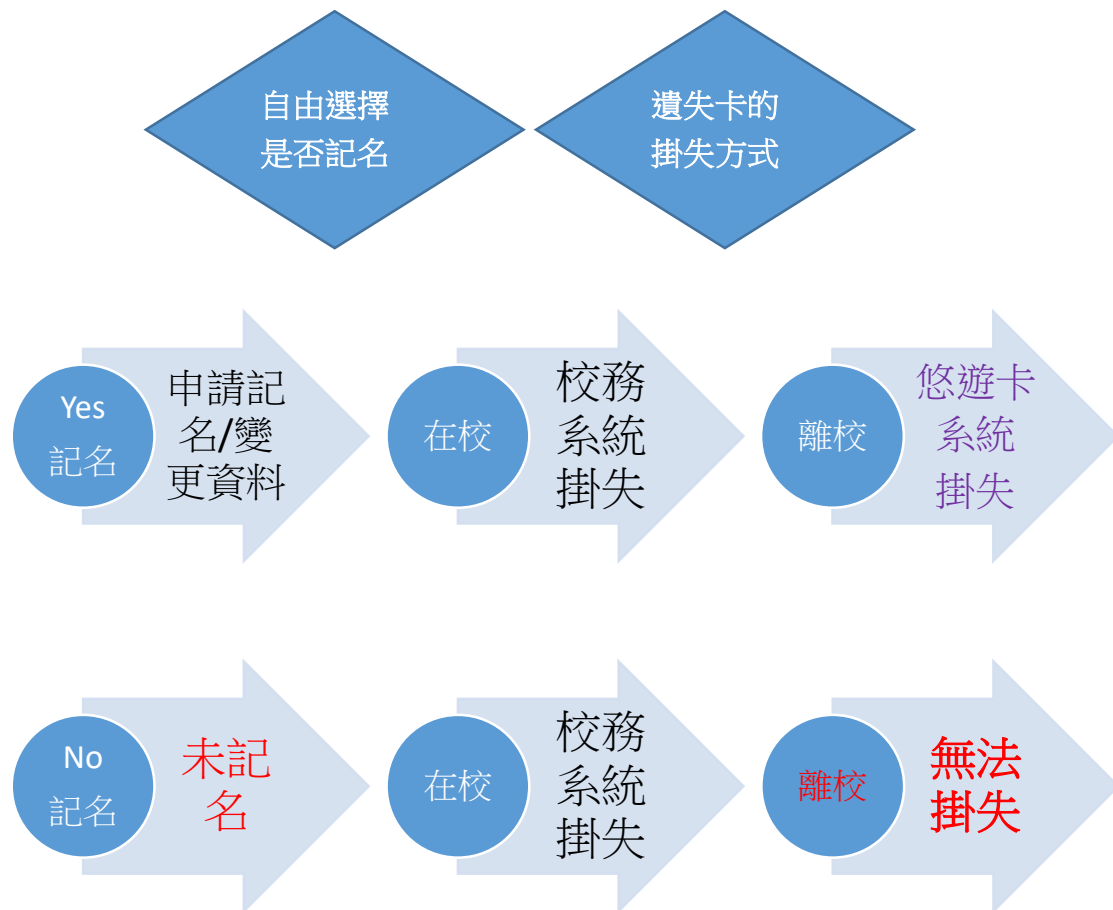 自由選擇
是否記名
遺失卡的
掛失方式
Yes
記名
申請記
名/變
更資料
在校
校務
系統
掛失
離校
悠遊卡
系統
掛失
No
記名
未記
名
在校
校務
系統
掛失
離校
無法
掛失